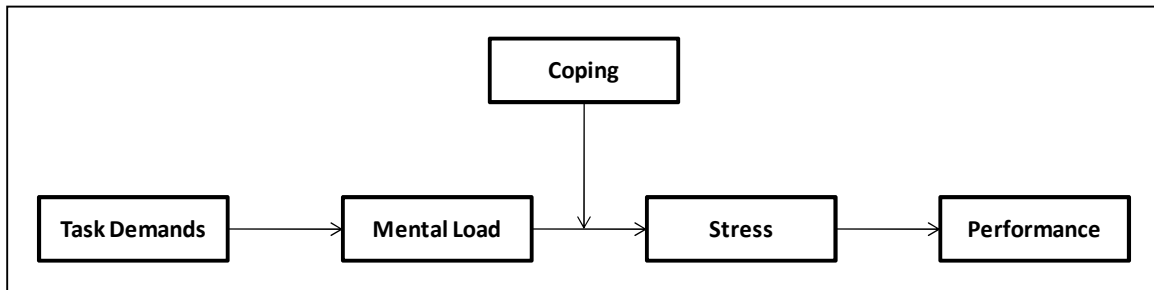 Coping
Task Demands
Mental Load
Stress
Performance